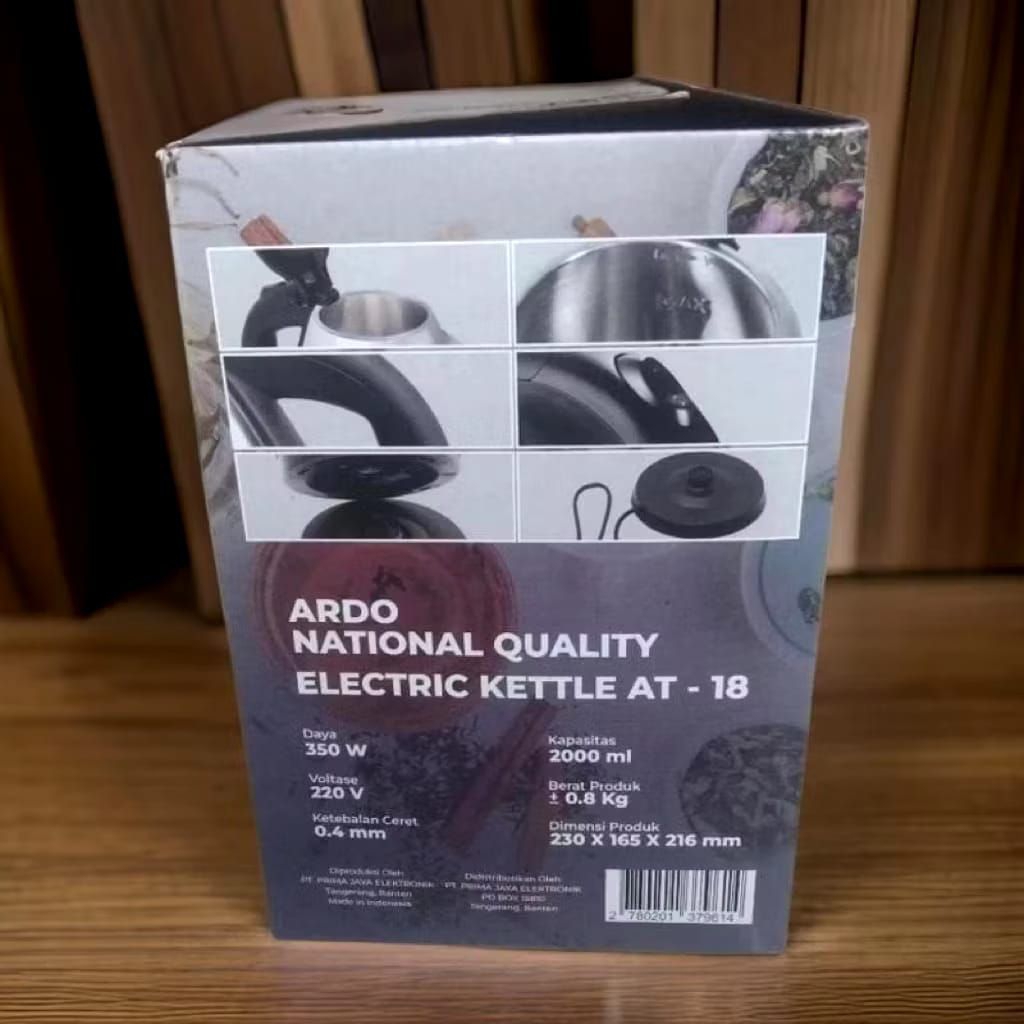 MAX
ARDO
NATIONAL QUALITY
ELECTRIC KETTLE AT - 18
Daya
350 W
Voltase
220 V
Ketebalan Ceret
0.4 mm
Kapasitas
2000 ml
Berat Produk
± 0.8 Kg
Dimensi Produk
230 X 165 X 216 mm
Diproduksi Oleh:
PT. PRIMA JAYA ELEKTRONIK
Tangerang, Banten
Made in Indonesia
Didistribusikan Oleh:
PT. PRIMA JAYA ELEKTRONIK
PO BOX
Tangerang, Banten
2 780201 379614